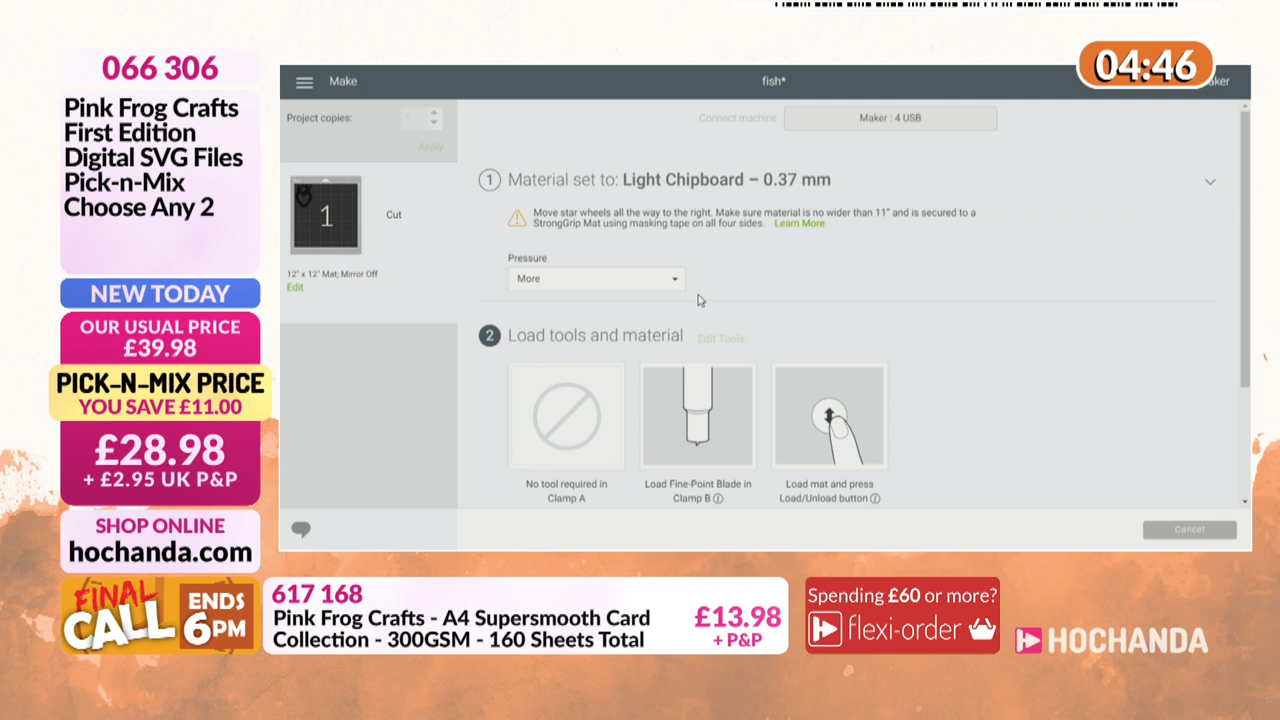 066 306
Pink Frog Crafts
First Edition
Digital SVG Files
Pick-n-Mix
Choose Any 2
NEW TODAY
OUR USUAL PRICE
£39.98
PICK-N-MIX PRICE
YOU SAVE £11.00
£28.98
+ £2.95 UK P&P
SHOP ONLINE
hochanda.com
FINAL
CALL
ENDS
6PM
04:46
Make
fish*
aker
Project copies:
1
Apply
Connect machine
Maker : 4 USB
1
Cut
12" x 12" Mat; Mirror Off
Edit
1 Material set to: Light Chipboard – 0.37 mm
Move star wheels all the way to the right. Make sure material is no wider than 11" and is secured to a
StrongGrip Mat using masking tape on all four sides. Learn More
Pressure
More
2 Load tools and material Edit Tools
No tool required in
Clamp A
Load Fine-Point Blade in
Clamp B
Load mat and press
Load/Unload button
Cancel
617 168
Pink Frog Crafts - A4 Supersmooth Card
Collection - 300GSM - 160 Sheets Total
£13.98
+ P&P
Spending £60 or more?
flexi-order
HOCHANDA